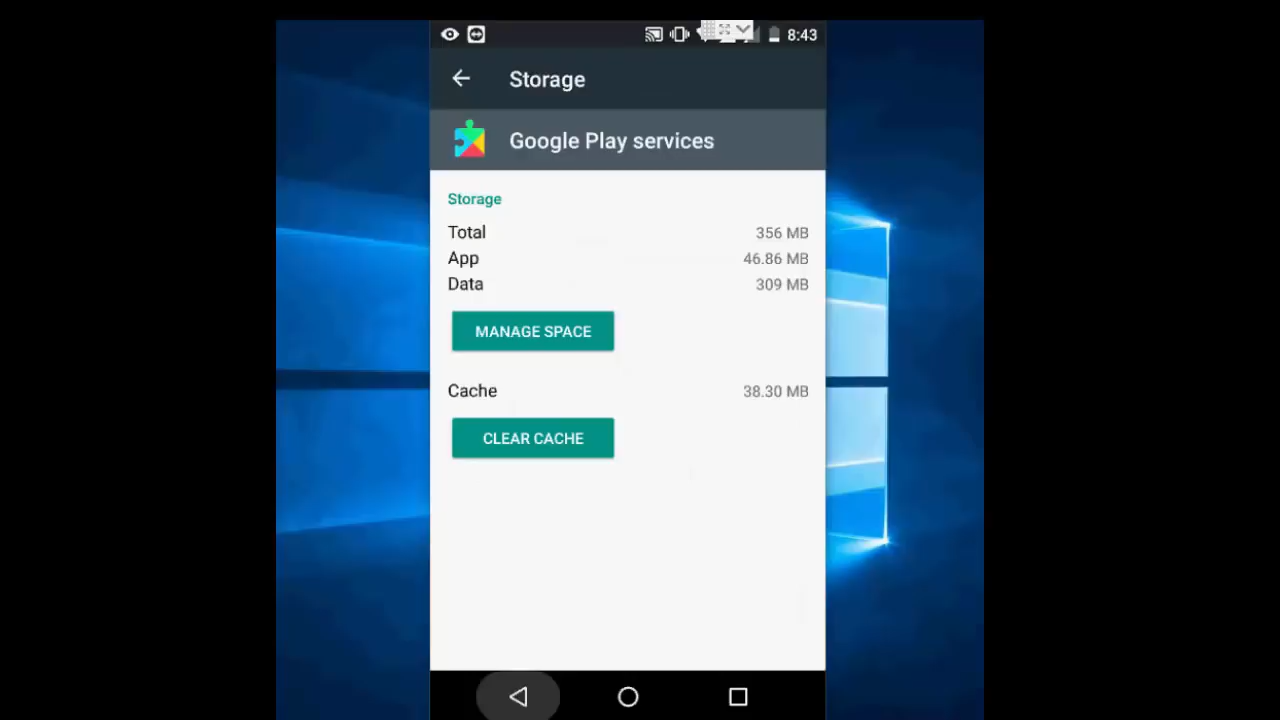 8:43
Storage
Google Play services
Storage
Total 356 MB
App 46.86 MB
Data 309 MB
MANAGE SPACE
Cache 38.30 MB
CLEAR CACHE